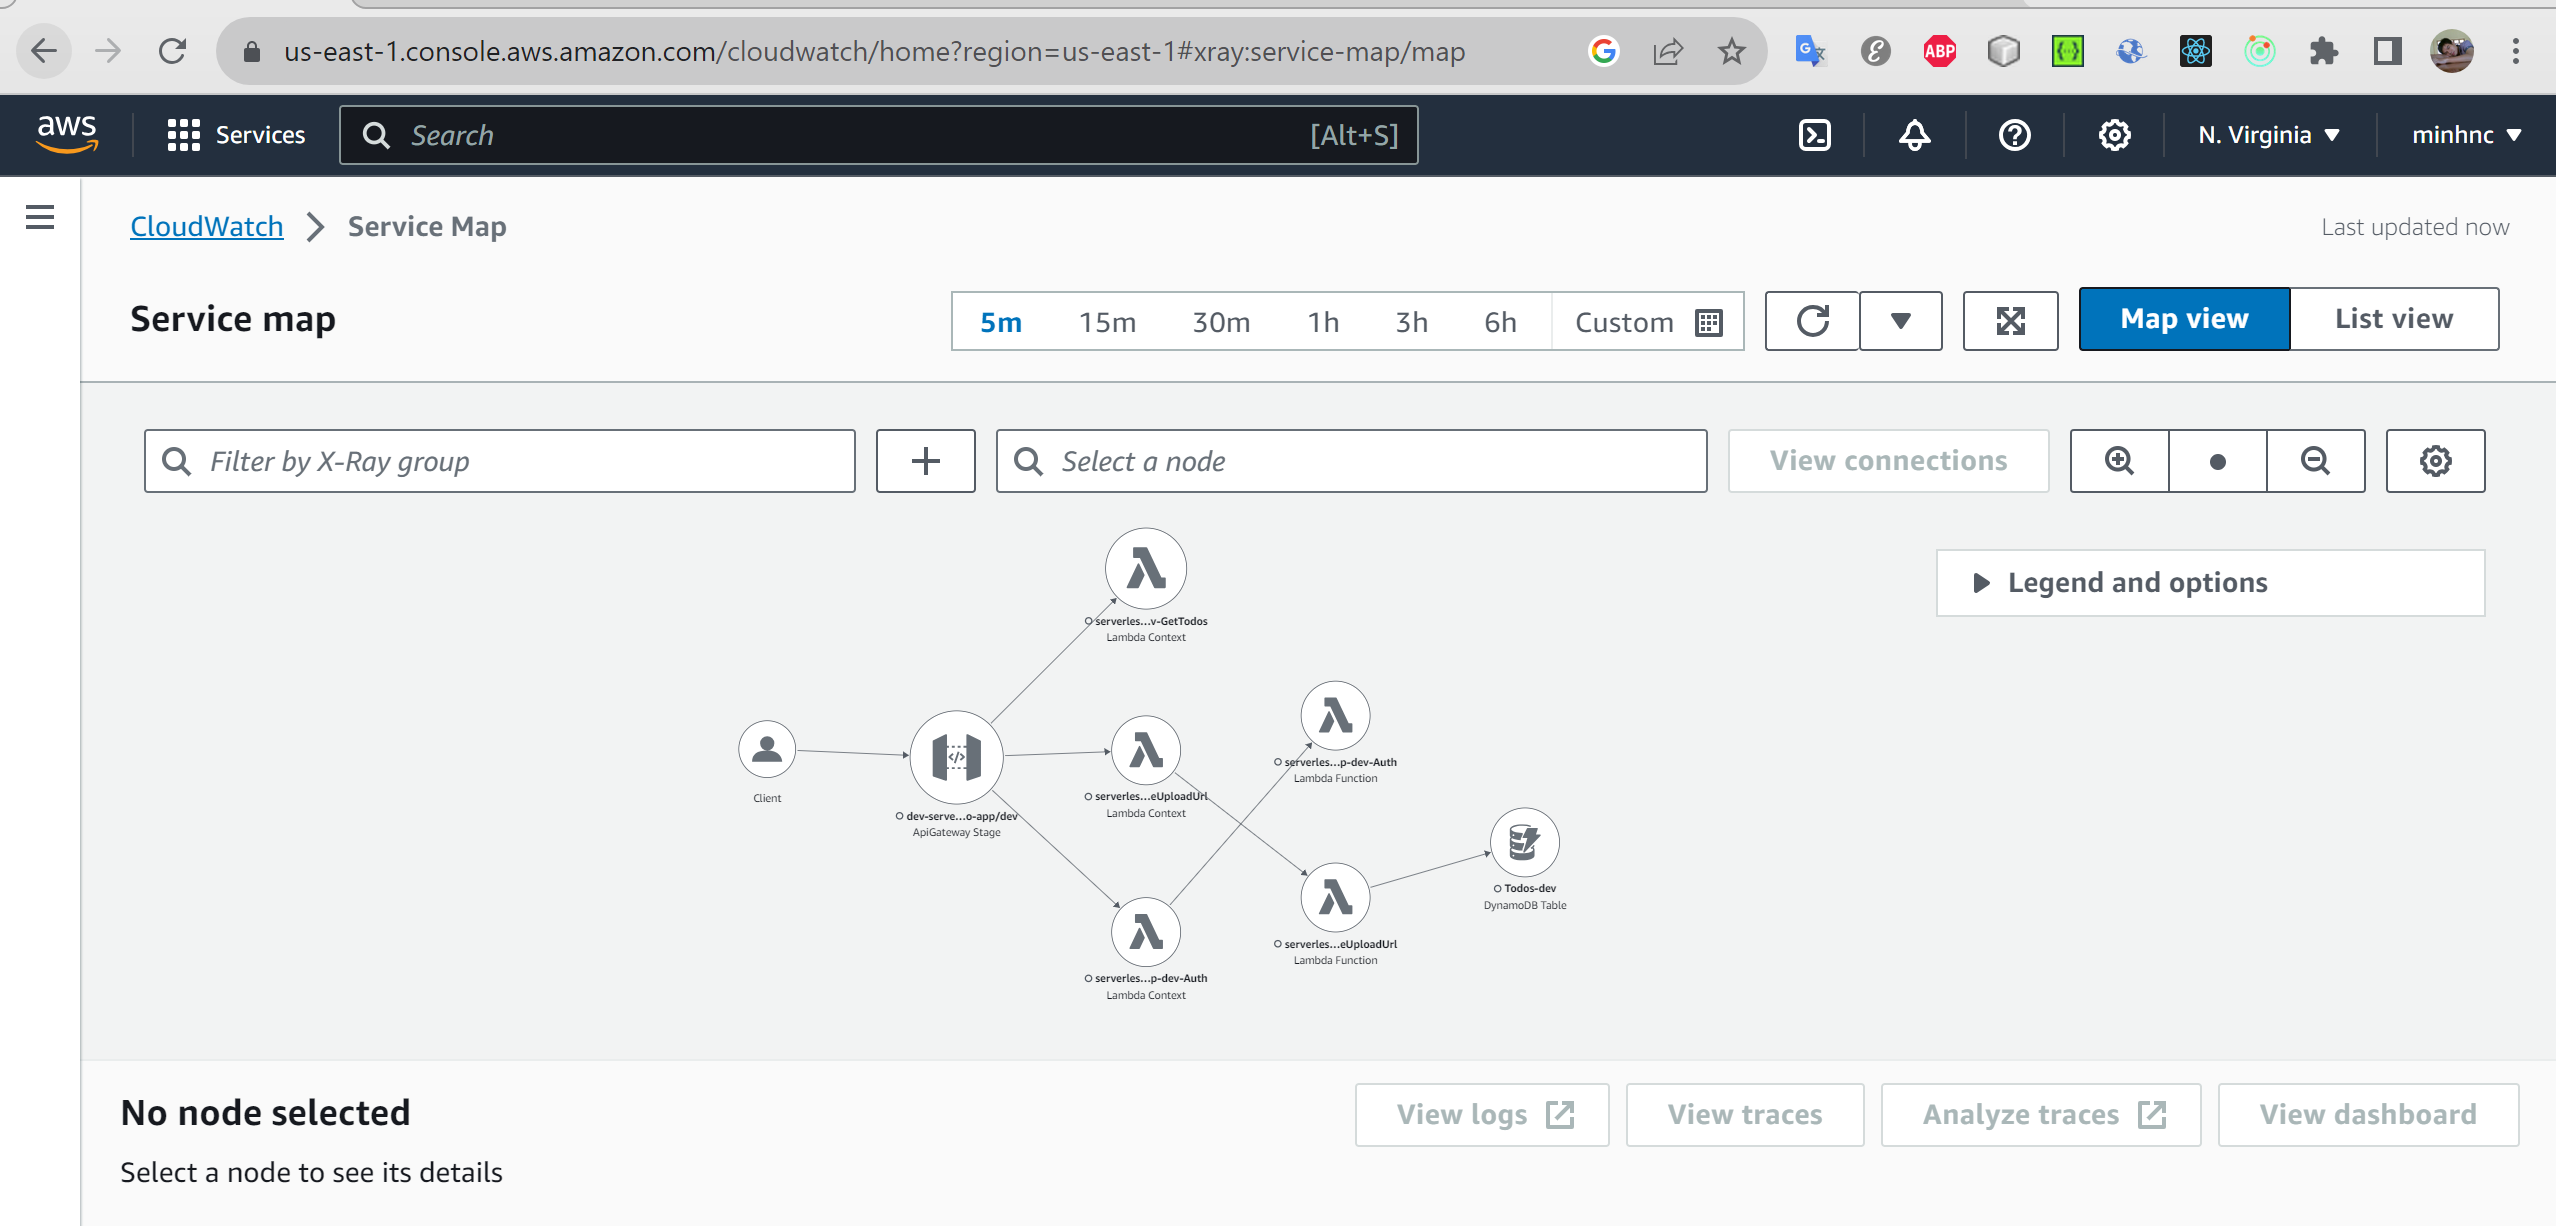 us-east-1.console.aws.amazon.com/cloudwatch/home?region=us-east-1#xray:service-map/map
ABP
aws
Services
Search
[Alt+S]
N. Virginia
minhnc
CloudWatch
Service Map
Last updated now
Service map
5m
15m
30m
1h
3h
6h
Custom
Map view
List view
Filter by X-Ray group
Select a node
View connections
Legend and options
serverles...v-GetTodos
Lambda Context
Client
dev-serve...o-app/dev
ApiGateway Stage
serverles...eUploadUrl
Lambda Context
serverles...p-dev-Auth
Lambda Function
serverles...p-dev-Auth
Lambda Context
serverles...eUploadUrl
Lambda Function
Todos-dev
DynamoDB Table
No node selected
Select a node to see its details
View logs
View traces
Analyze traces
View dashboard